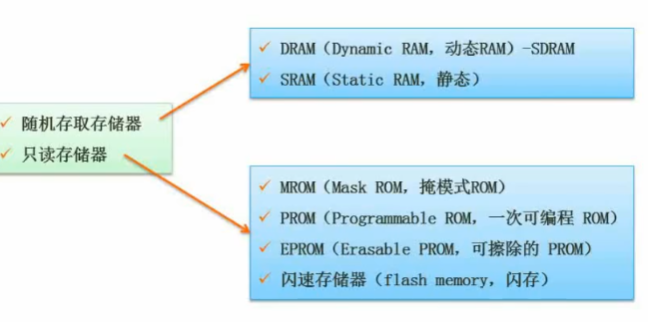 随机存取存储器
只读存储器
DRAM（Dynamic RAM，动态RAM）-SDRAM
SRAM（Static RAM，静态）
MROM（Mask ROM，掩模式ROM）
PROM（Programmable ROM，一次可编程 ROM）
EPROM（Erasable PROM，可擦除的 PROM）
闪速存储器（flash memory，闪存）